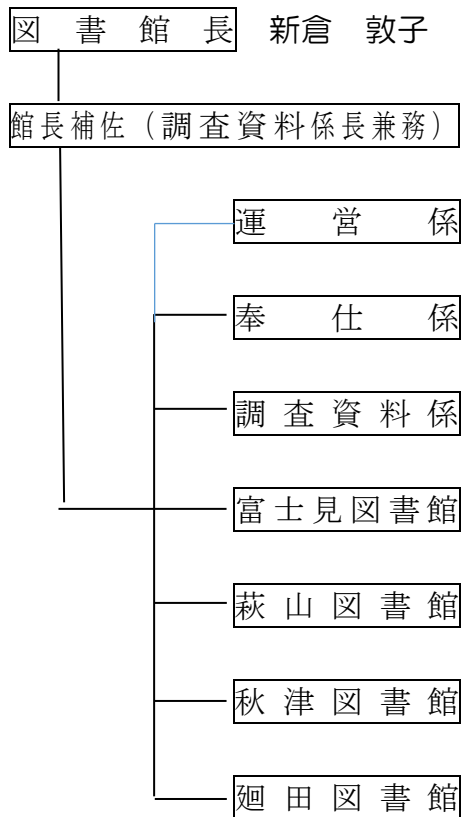 図書館長 新倉 敦子
館長補佐（調査資料係長兼務）
運営係
奉仕係
調査資料係
富士見図書館
萩山図書館
秋津図書館
廻田図書館